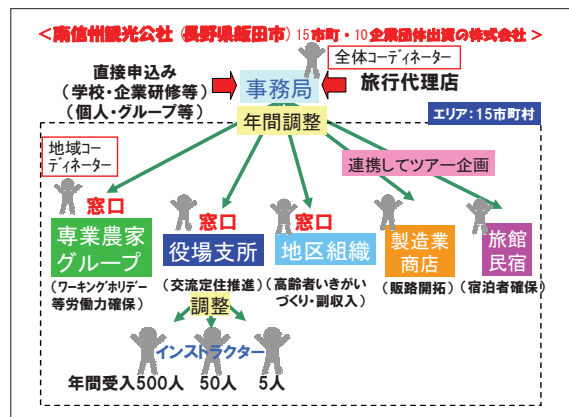 <南信州観光公社（長野県飯田市）15市町・10企業団体出資の株式会社>
全体コーディネーター
直接申込み
（学校・企業研修等）
（個人・グループ等）
事務局
旅行代理店
年間調整
エリア：15市町村
地域コー
ディネーター
連携してツアー企画
窓口
窓口
窓口
専業農家
グループ
役場支所
地区組織
製造業
商店
旅館
民宿
（ワーキングホリデー
等労働力確保）
（交流定住推進）
（高齢者いきがい
づくり・副収入）
（販路開拓）
（宿泊者確保）
調整
インストラクター
年間受入500人 50人 5人